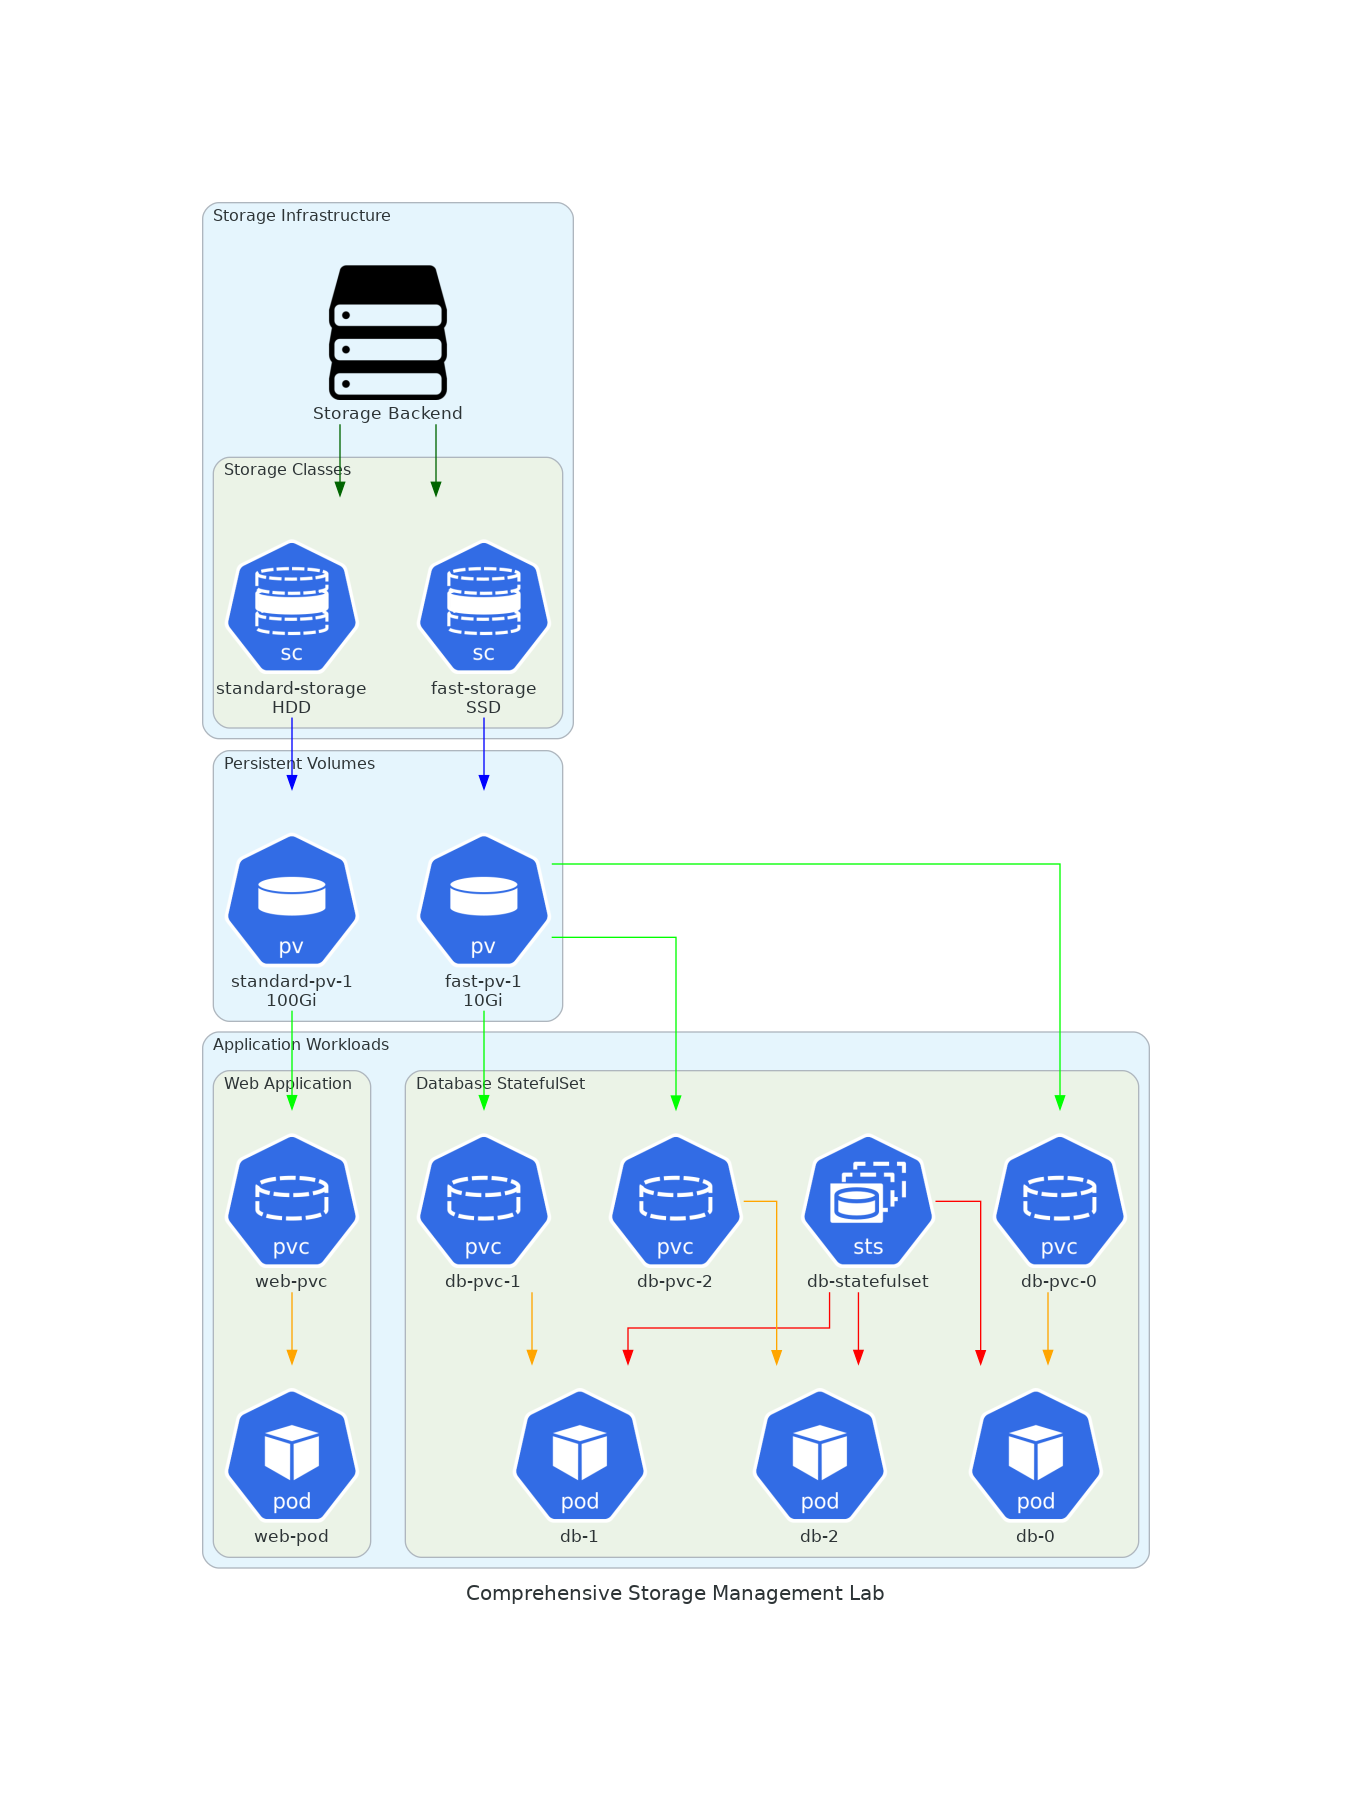 Storage Infrastructure
Storage Backend
Storage Classes
sc
sc
standard-storage
HDD
fast-storage
SSD
Persistent Volumes
pv
pv
standard-pv-1
100Gi
fast-pv-1
10Gi
Application Workloads
Web Application
Database StatefulSet
pvc
pvc
pvc
sts
pvc
web-pvc
db-pvc-1
db-pvc-2
db-statefulset
db-pvc-0
pod
pod
pod
pod
web-pod
db-1
db-2
db-0
Comprehensive Storage Management Lab